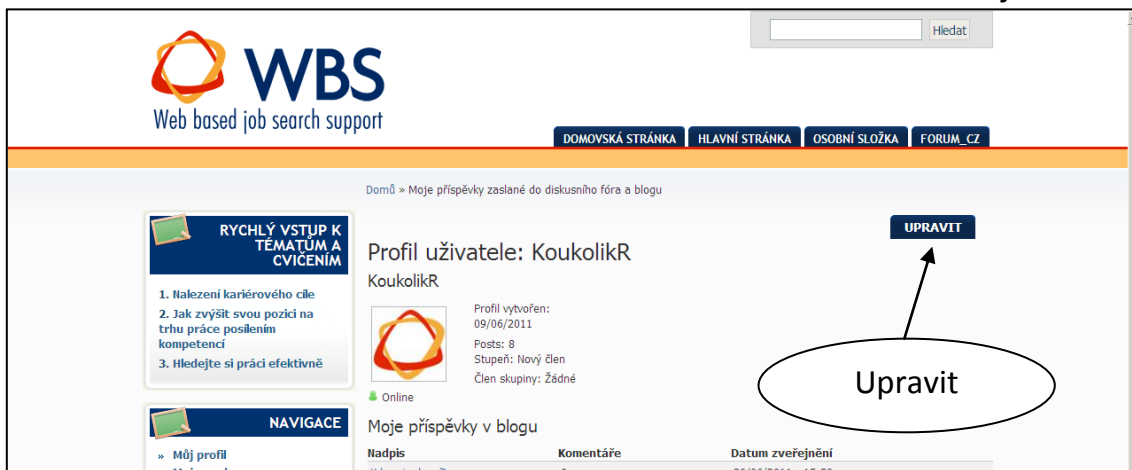 Hledat
WBS
Web based job search support
DOMOVSKÁ STRÁNKA HLAVNÍ STRÁNKA OSOBNÍ SLOŽKA FORUM_CZ
Domů » Moje příspěvky zaslané do diskusního fóra a blogu
RYCHLÝ VSTUP K
TÉMATŮM A
CVIČENÍM
1. Nalezení kariérového cíle
2. Jak zvýšit svou pozici na
trhu práce posílením
kompetencí
3. Hledejte si práci efektivně
NAVIGACE
» Můj profil
UPRAVIT
Profil uživatele: KoukolikR
KoukolikR
Profil vytvořen:
09/06/2011
Posts: 8
Stupeň: Nový člen
Člen skupiny: Žádné
Online
Moje příspěvky v blogu
Nadpis Komentáře Datum zveřejnění
Upravit